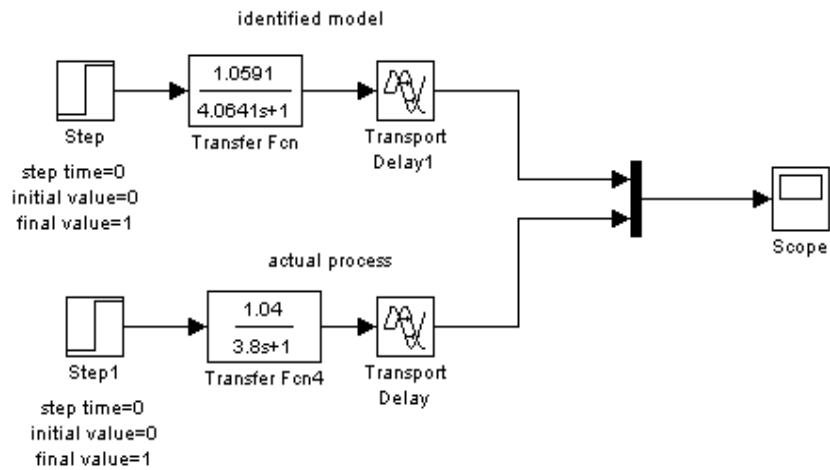 identified model
1.0591
4.0641s+1
Step
Transfer Fcn
Transport
Delay1
step time=0
initial value=0
final value=1
Scope
actual process
1.04
3.8s+1
Step1
Transfer Fcn4
Transport
Delay
step time=0
initial value=0
final value=1